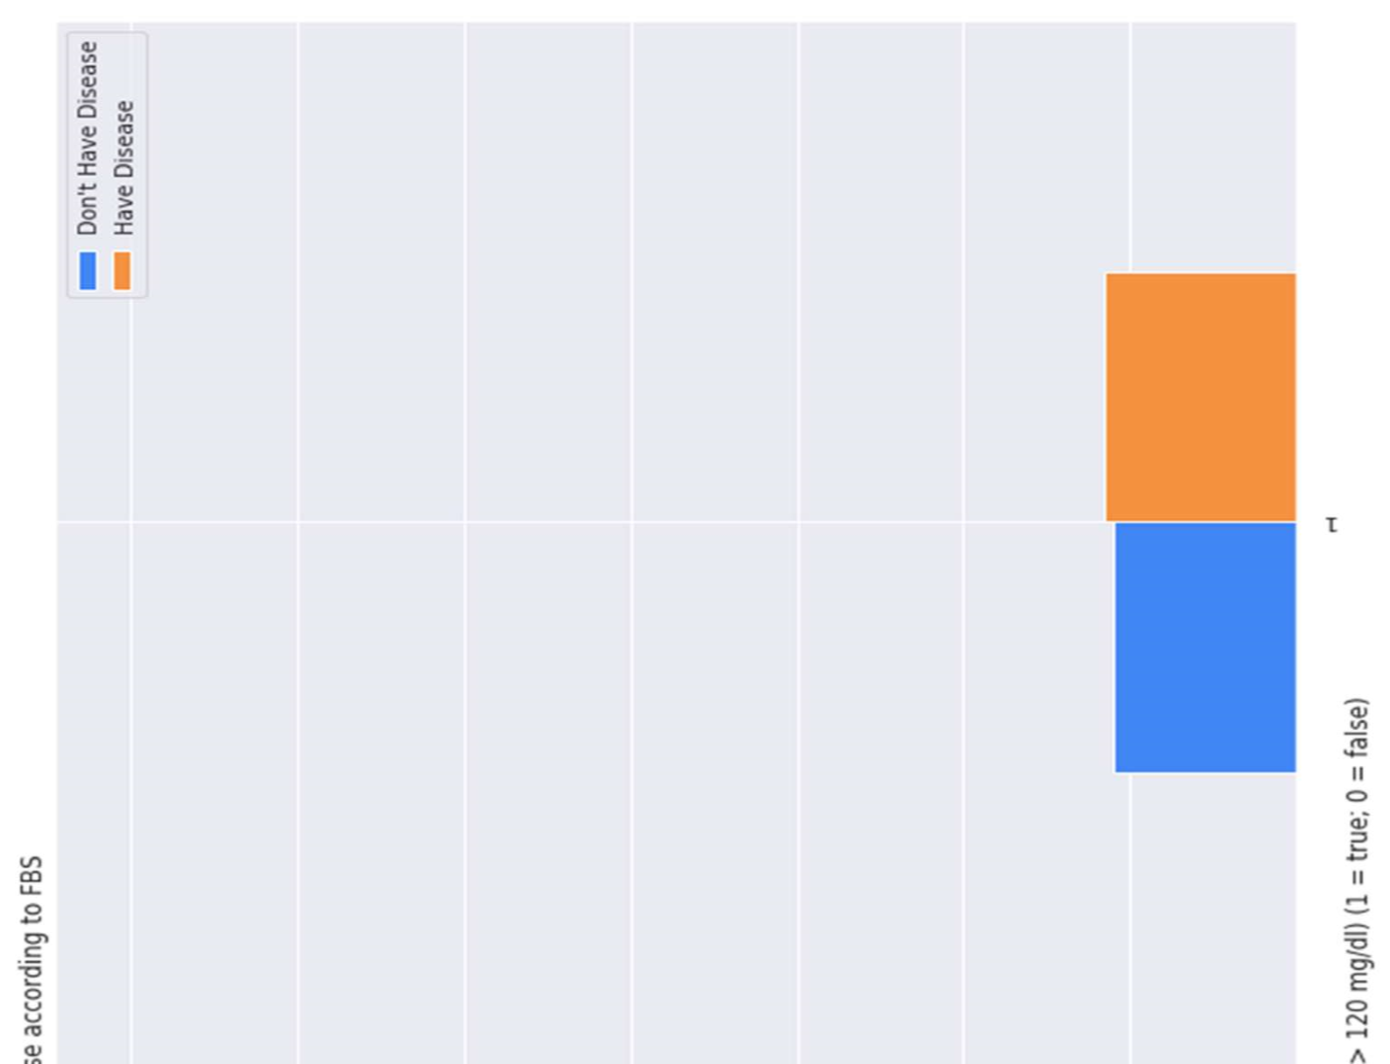 se according to FBS
Don't Have Disease
Have Disease
1
> 120 mg/dl) (1 = true; 0 = false)